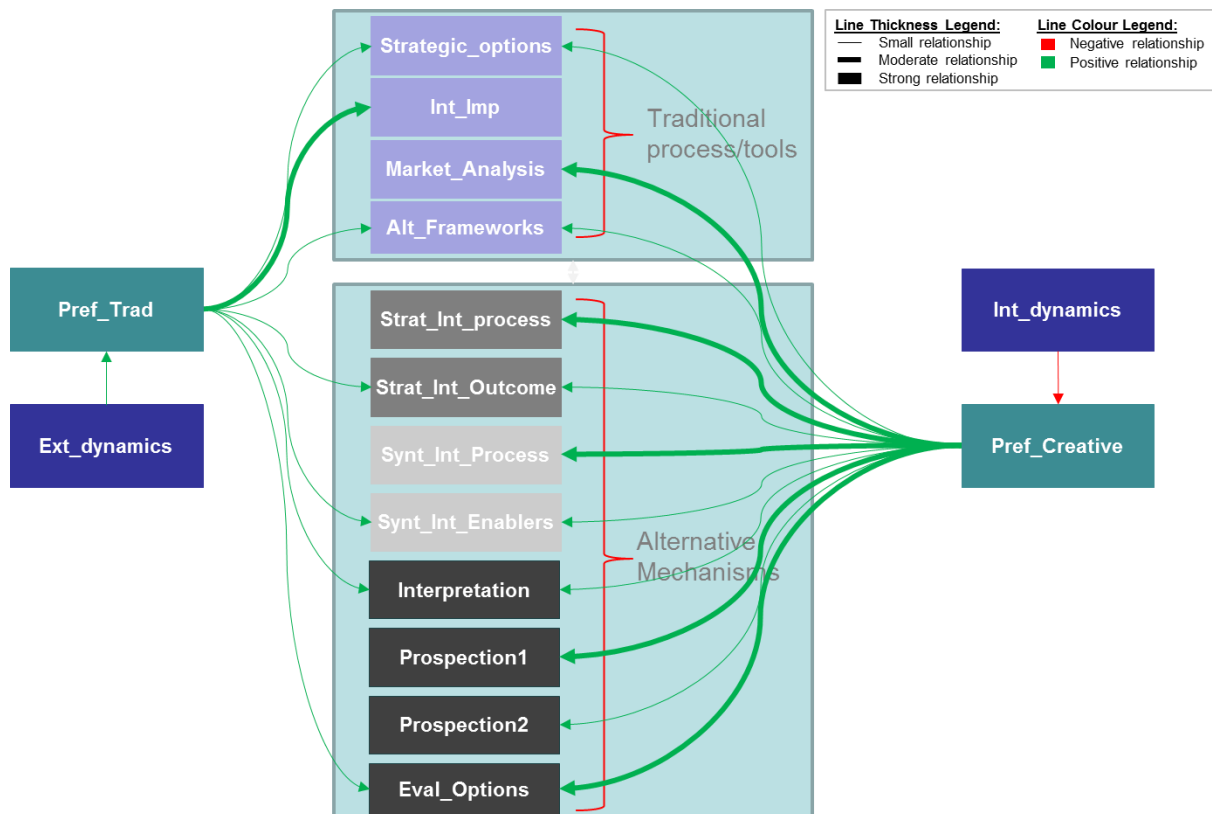 Strategic_options
Int_Imp
Market_Analysis
Alt_Frameworks
Traditional
process/tools
Line Thickness Legend:
Small relationship
Moderate relationship
Strong relationship
Line Colour Legend:
Negative relationship
Positive relationship
Pref_Trad
Ext_dynamics
Strat_Int_process
Strat_Int_Outcome
Synt_Int_Process
Synt_Int_Enablers
Interpretation
Prospection1
Prospection2
Eval_Options
Alternative
Mechanisms
Int_dynamics
Pref_Creative